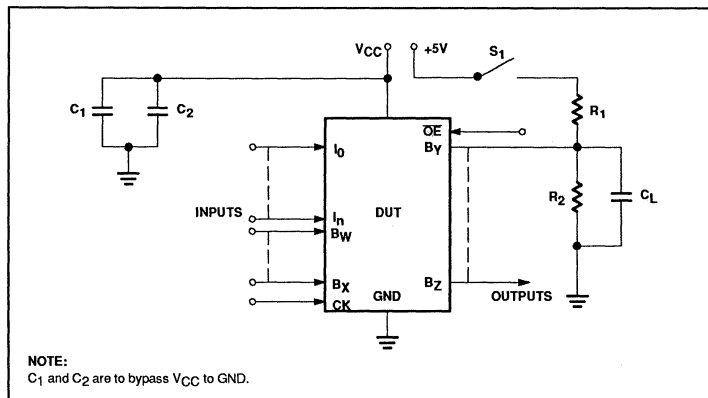 VCC
+5V
S1
C1
C2
R1
OE
I0
BY
R2
CL
INPUTS
In
DUT
BW
BX
GND
BZ
OUTPUTS
CK
NOTE:
C1 and C2 are to bypass VCC to GND.